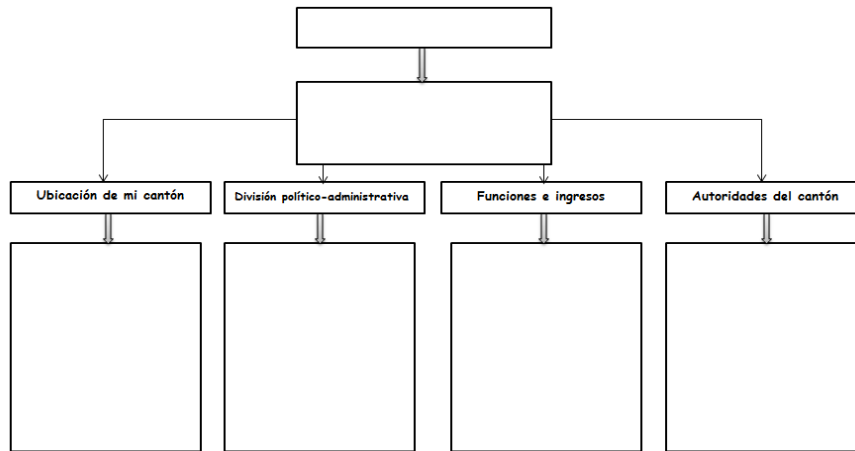 Ubicación de mi cantón
División político-administrativa
Funciones e ingresos
Autoridades del cantón